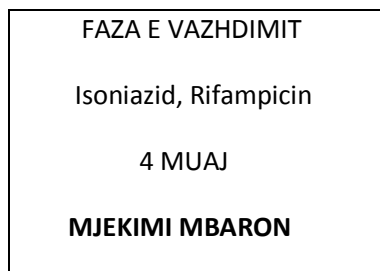 FAZA E VAZHDIMIT
Isoniazid, Rifampicin
4 MUAJ
MJEKIMI MBARON